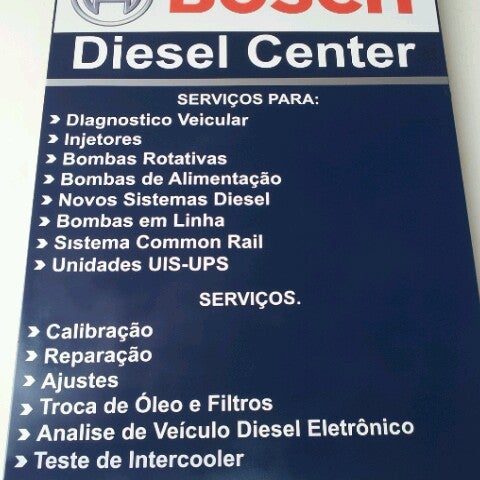 BOSCH
Diesel Center
SERVIÇOS PARA:
DIagnostico Veicular
Injetores
Bombas Rotativas
Bombas de Alimentação
Novos Sistemas Diesel
Bombas em Linha
Sistema Common Rail
Unidades UIS-UPS
SERVIÇOS.
Calibração
Reparação
Ajustes
Troca de Óleo e Filtros
Analise de Veículo Diesel Eletrônico
Teste de Intercooler